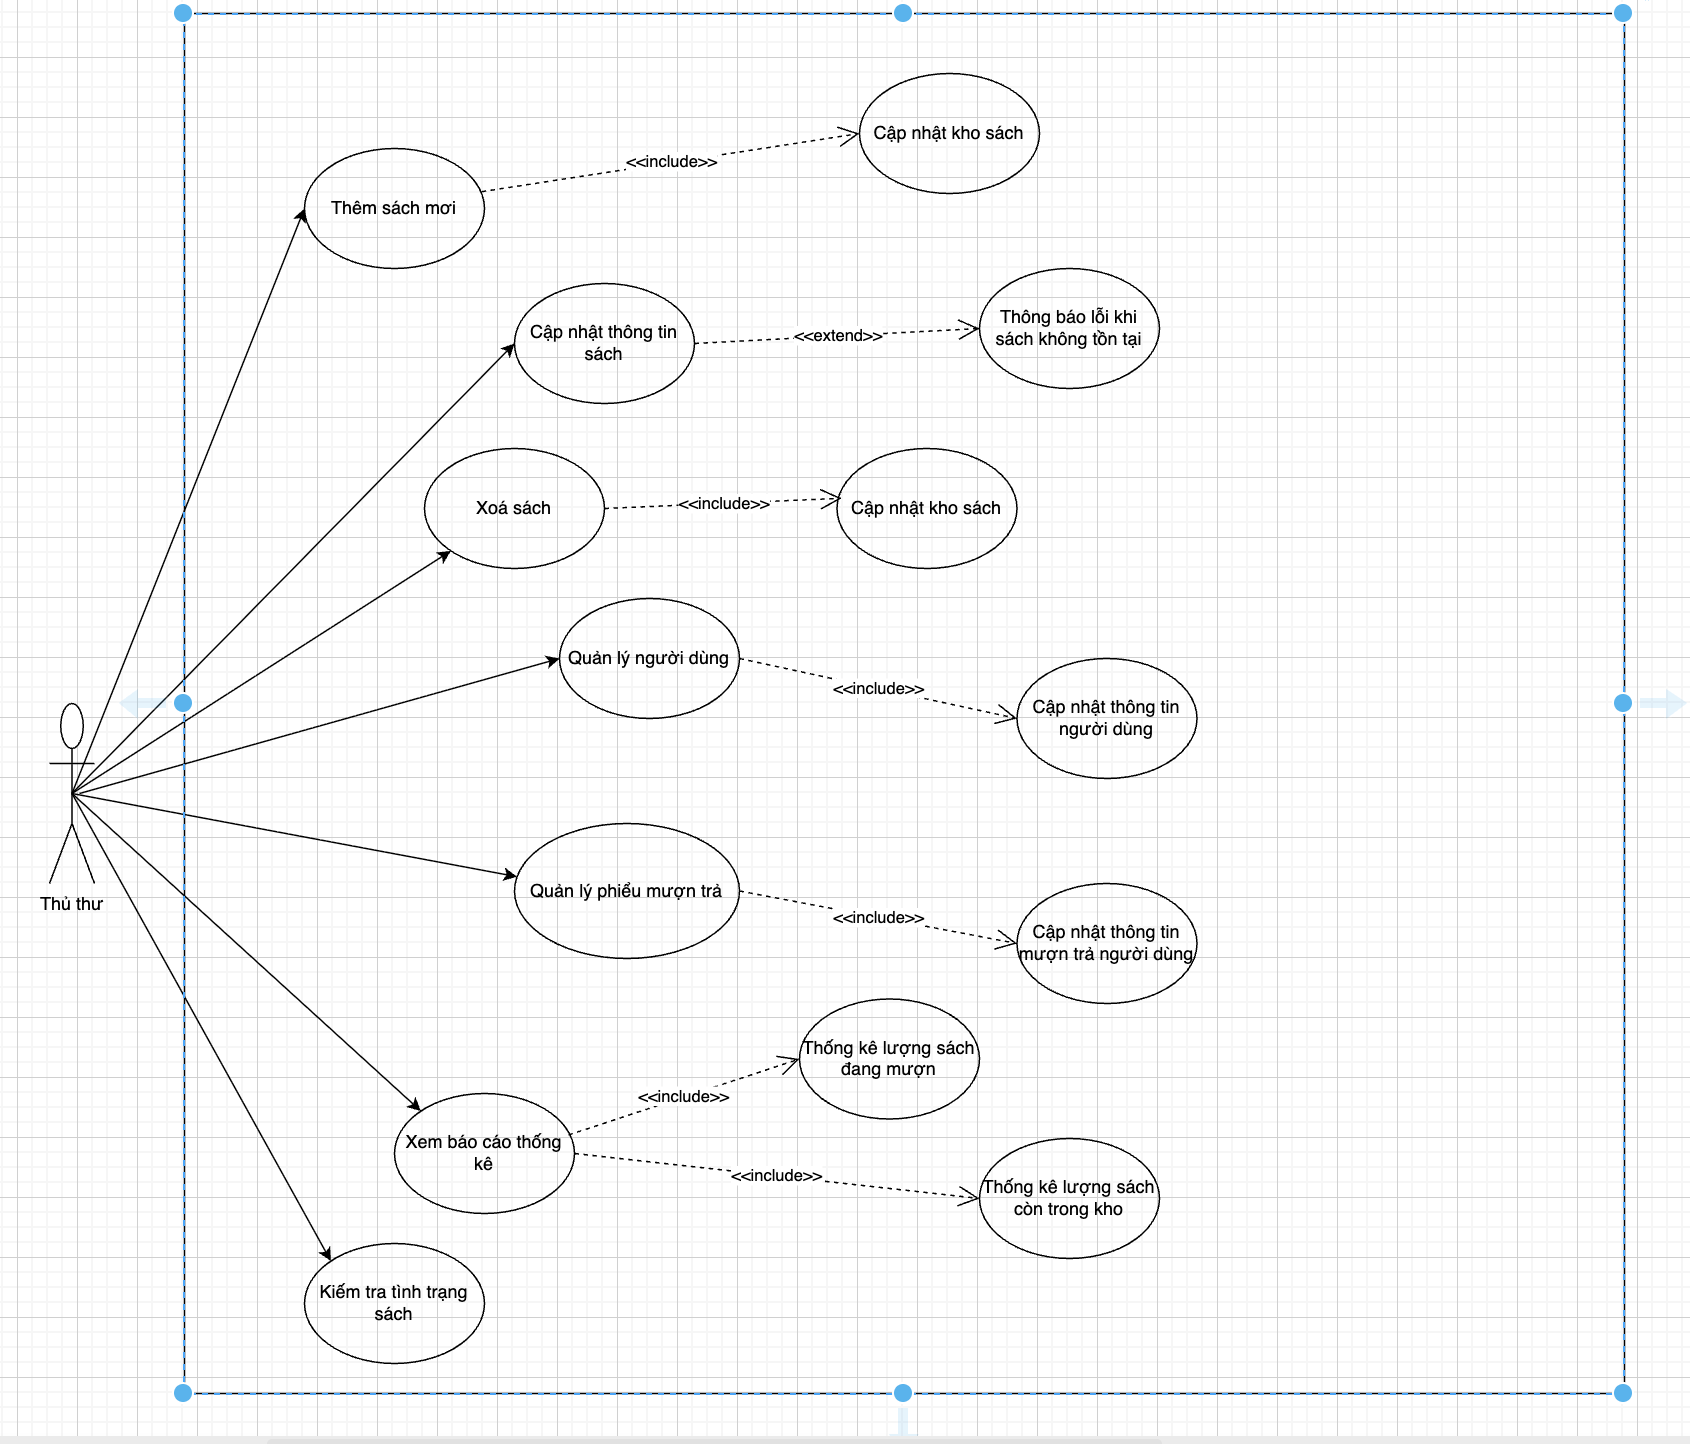 Cập nhật kho sách
<<include>>
Thêm sách mơi
Thông báo lỗi khi
sách không tồn tại
Cập nhật thông tin
sách
<<extend>>
Xoá sách
<<include>>
Cập nhật kho sách
Quản lý người dùng
<<include>>
Cập nhật thông tin
người dùng
Thủ thư
Quản lý phiểu mượn trả
<<include>>
Cập nhật thông tin
mượn trả người dùng
Thống kê lượng sách
đang mượn
<<include>>
Xem báo cáo thống
kê
<<include>>
Thống kê lượng sách
còn trong kho
Kiếm tra tình trạng
sách